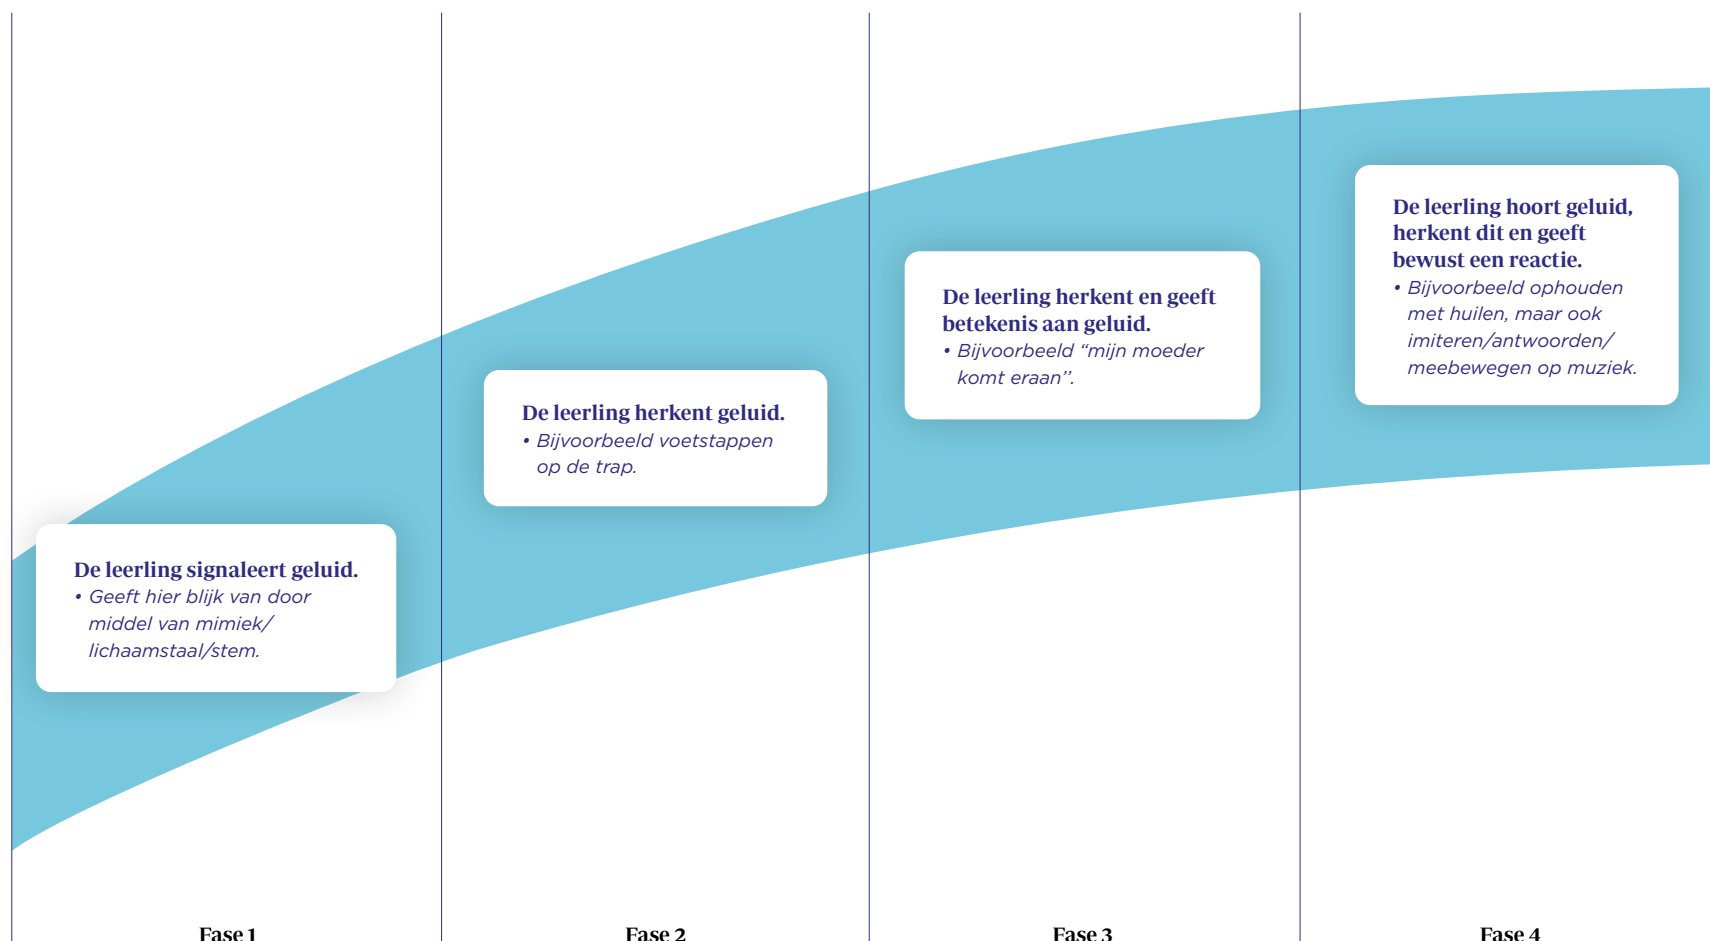 De leerling signaleert geluid.
• Geeft hier blijk van door
middel van mimiek/
lichaamstaal/stem.
De leerling herkent geluid.
• Bijvoorbeeld voetstappen
op de trap.
De leerling herkent en geeft
betekenis aan geluid.
• Bijvoorbeeld “mijn moeder
komt eraan’’.
De leerling hoort geluid,
herkent dit en geeft
bewust een reactie.
• Bijvoorbeeld ophouden
met huilen, maar ook
imiteren/antwoorden/
meebewegen op muziek.
Fase 1
Fase 2
Fase 3
Fase 4